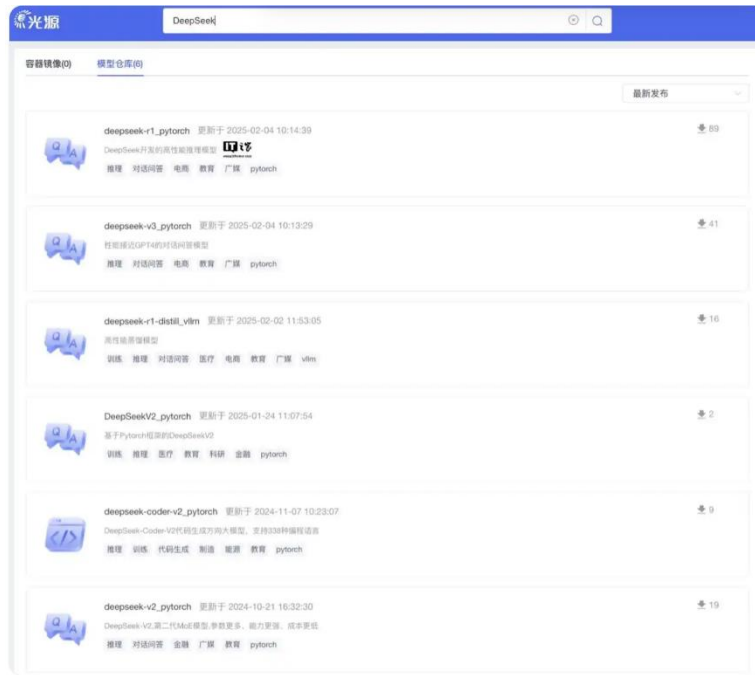 光源
DeepSeek
容器镜像(0) 模型仓库(6)
最新发布
deepseek-r1_pytorch 更新于 2025-02-04 10:14:39 89
DeepSeek开发的高性能推理模型 IT之家
推理 对话问答 电商 教育 广媒 pytorch
deepseek-v3_pytorch 更新于 2025-02-04 10:13:29 41
性能接近GPT4的对话问答模型
推理 对话问答 电商 教育 广媒 pytorch
deepseek-r1-distill_vllm 更新于 2025-02-02 11:53:05 16
高性能蒸馏模型
训练 推理 对话问答 医疗 电商 教育 广媒 vllm
DeepSeekV2_pytorch 更新于 2025-01-24 11:07:54 2
基于Pytorch框架的DeepSeekV2
训练 推理 医疗 教育 科研 金融 pytorch
deepseek-coder-v2_pytorch 更新于 2024-11-07 10:23:07 9
DeepSeek-Coder-V2代码生成方向大模型，支持338种编程语言
推理 训练 代码生成 制造 能源 教育 pytorch
deepseek-v2_pytorch 更新于 2024-10-21 16:32:30 19
DeepSeek-V2,第二代MoE模型,参数更多、能力更强、成本更低
推理 对话问答 金融 广媒 教育 pytorch